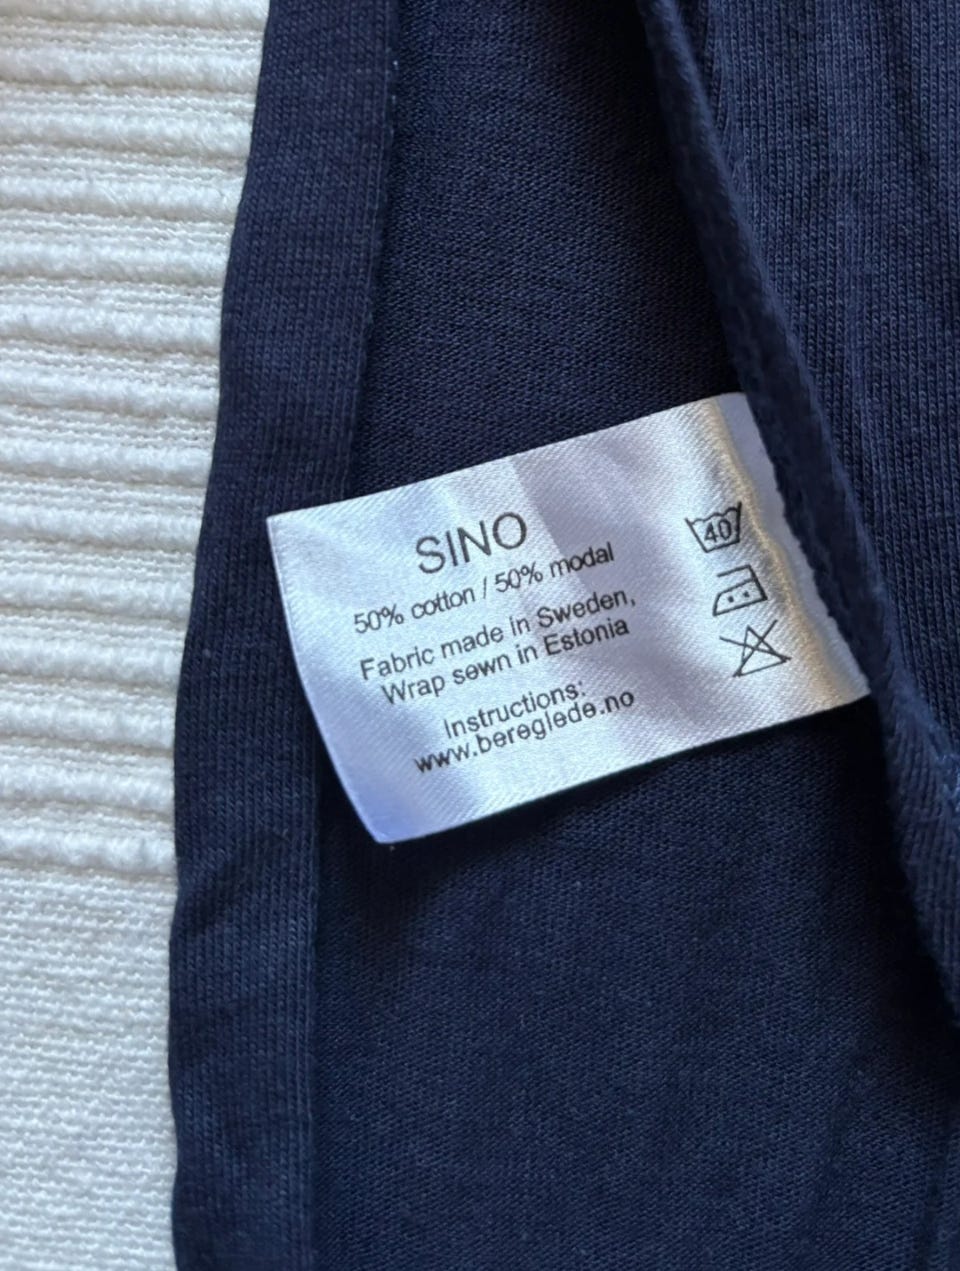 SINO
50% cotton / 50% modal
Fabric made in Sweden,
Wrap sewn in Estonia
Instructions:
www.bereglede.no
40